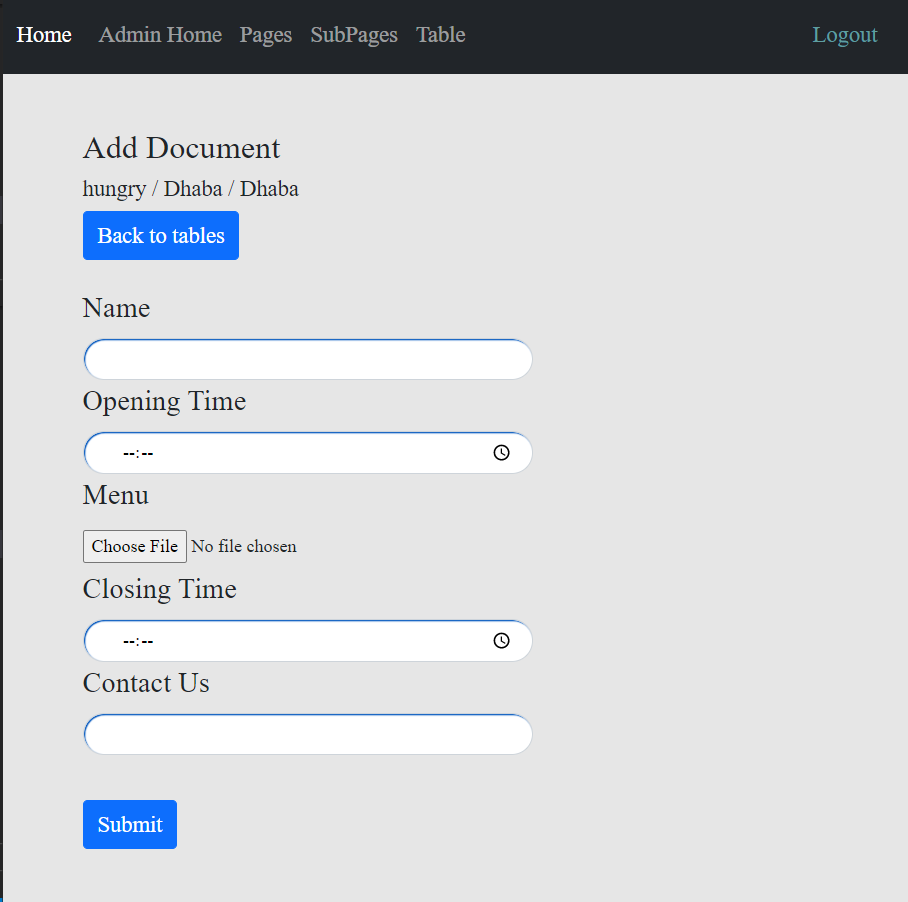 Home Admin Home Pages SubPages Table Logout
Add Document
hungry / Dhaba / Dhaba
Back to tables
Name
Opening Time
--:--
Menu
Choose File No file chosen
Closing Time
--:--
Contact Us
Submit